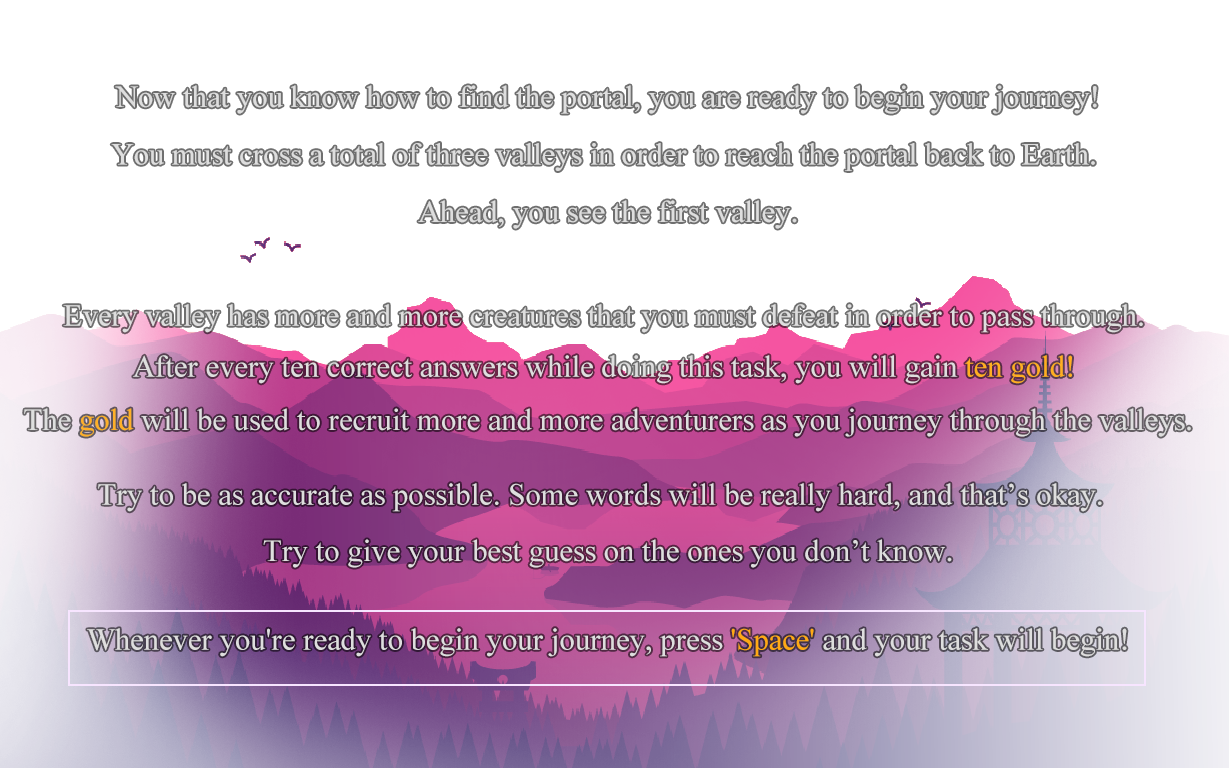 Now that you know how to find the portal, you are ready to begin your journey!
You must cross a total of three valleys in order to reach the portal back to Earth.
Ahead, you see the first valley.
Every valley has more and more creatures that you must defeat in order to pass through.
After every ten correct answers while doing this task, you will gain ten gold!
The gold will be used to recruit more and more adventurers as you journey through the valleys.
Try to be as accurate as possible. Some words will be really hard, and that’s okay.
Try to give your best guess on the ones you don’t know.
Whenever you're ready to begin your journey, press 'Space' and your task will begin!